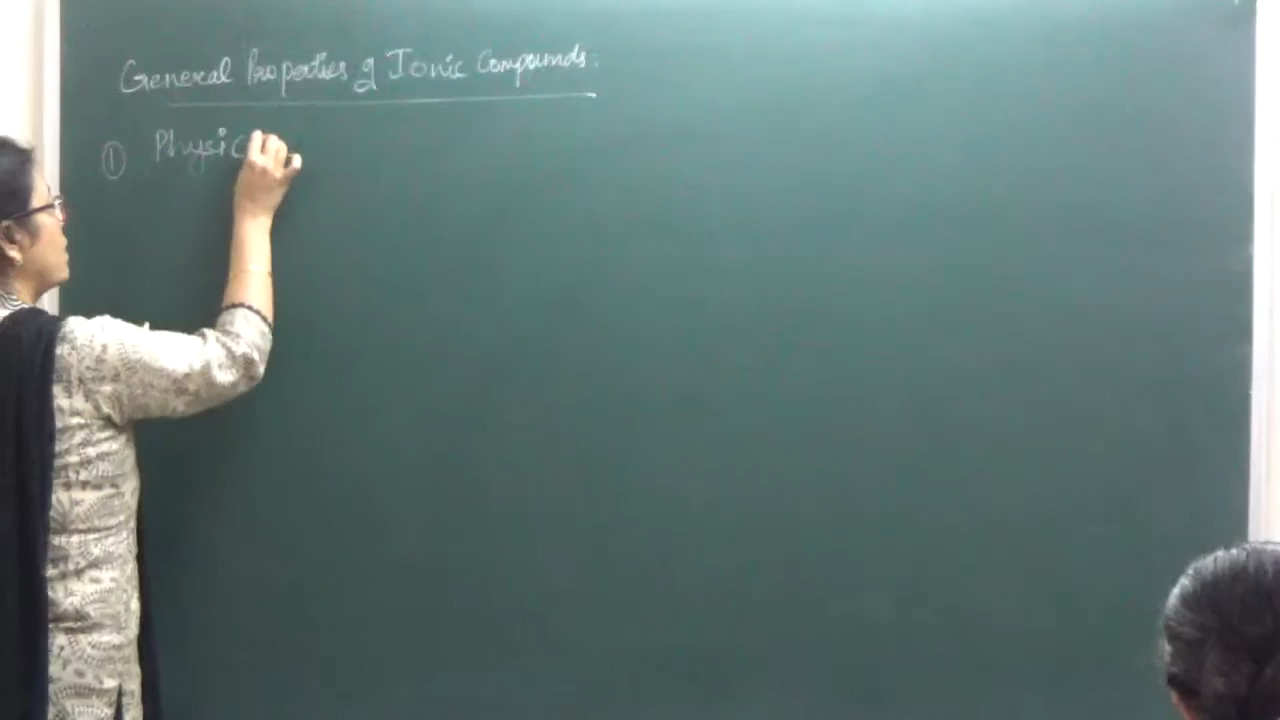 General Properties of Ionic Compounds:
① Physic